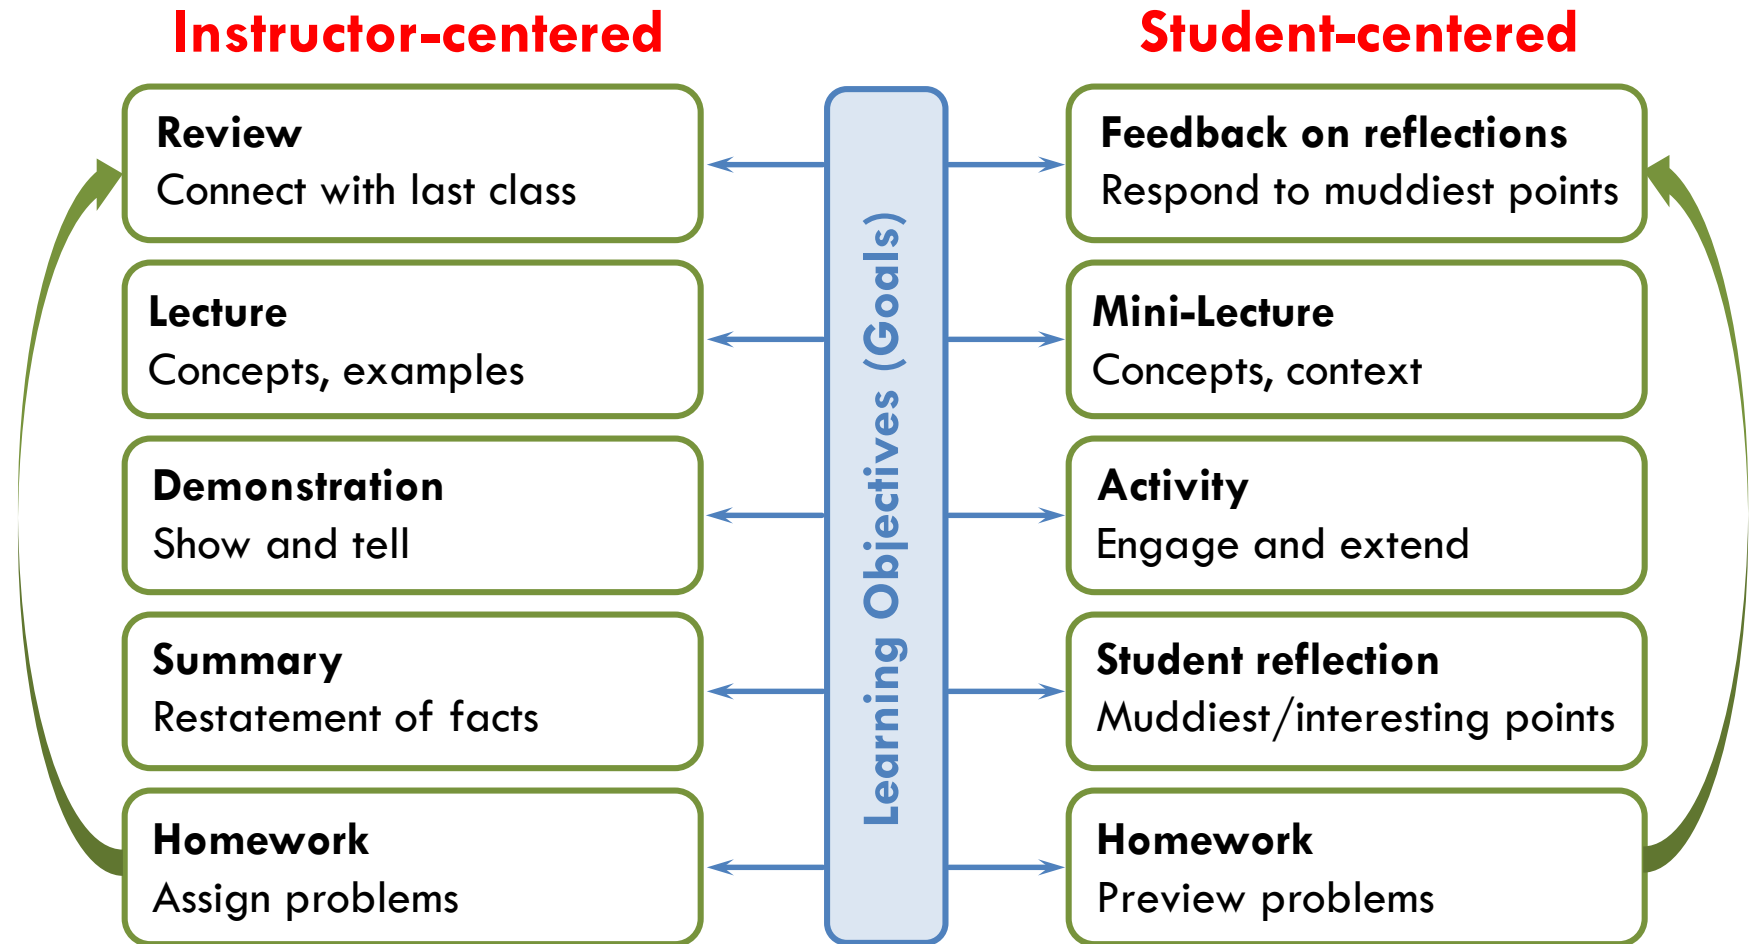 Instructor-centered
Student-centered
Review
Connect with last class
Lecture
Concepts, examples
Demonstration
Show and tell
Summary
Restatement of facts
Homework
Assign problems
Learning Objectives (Goals)
Feedback on reflections
Respond to muddiest points
Mini-Lecture
Concepts, context
Activity
Engage and extend
Student reflection
Muddiest/interesting points
Homework
Preview problems